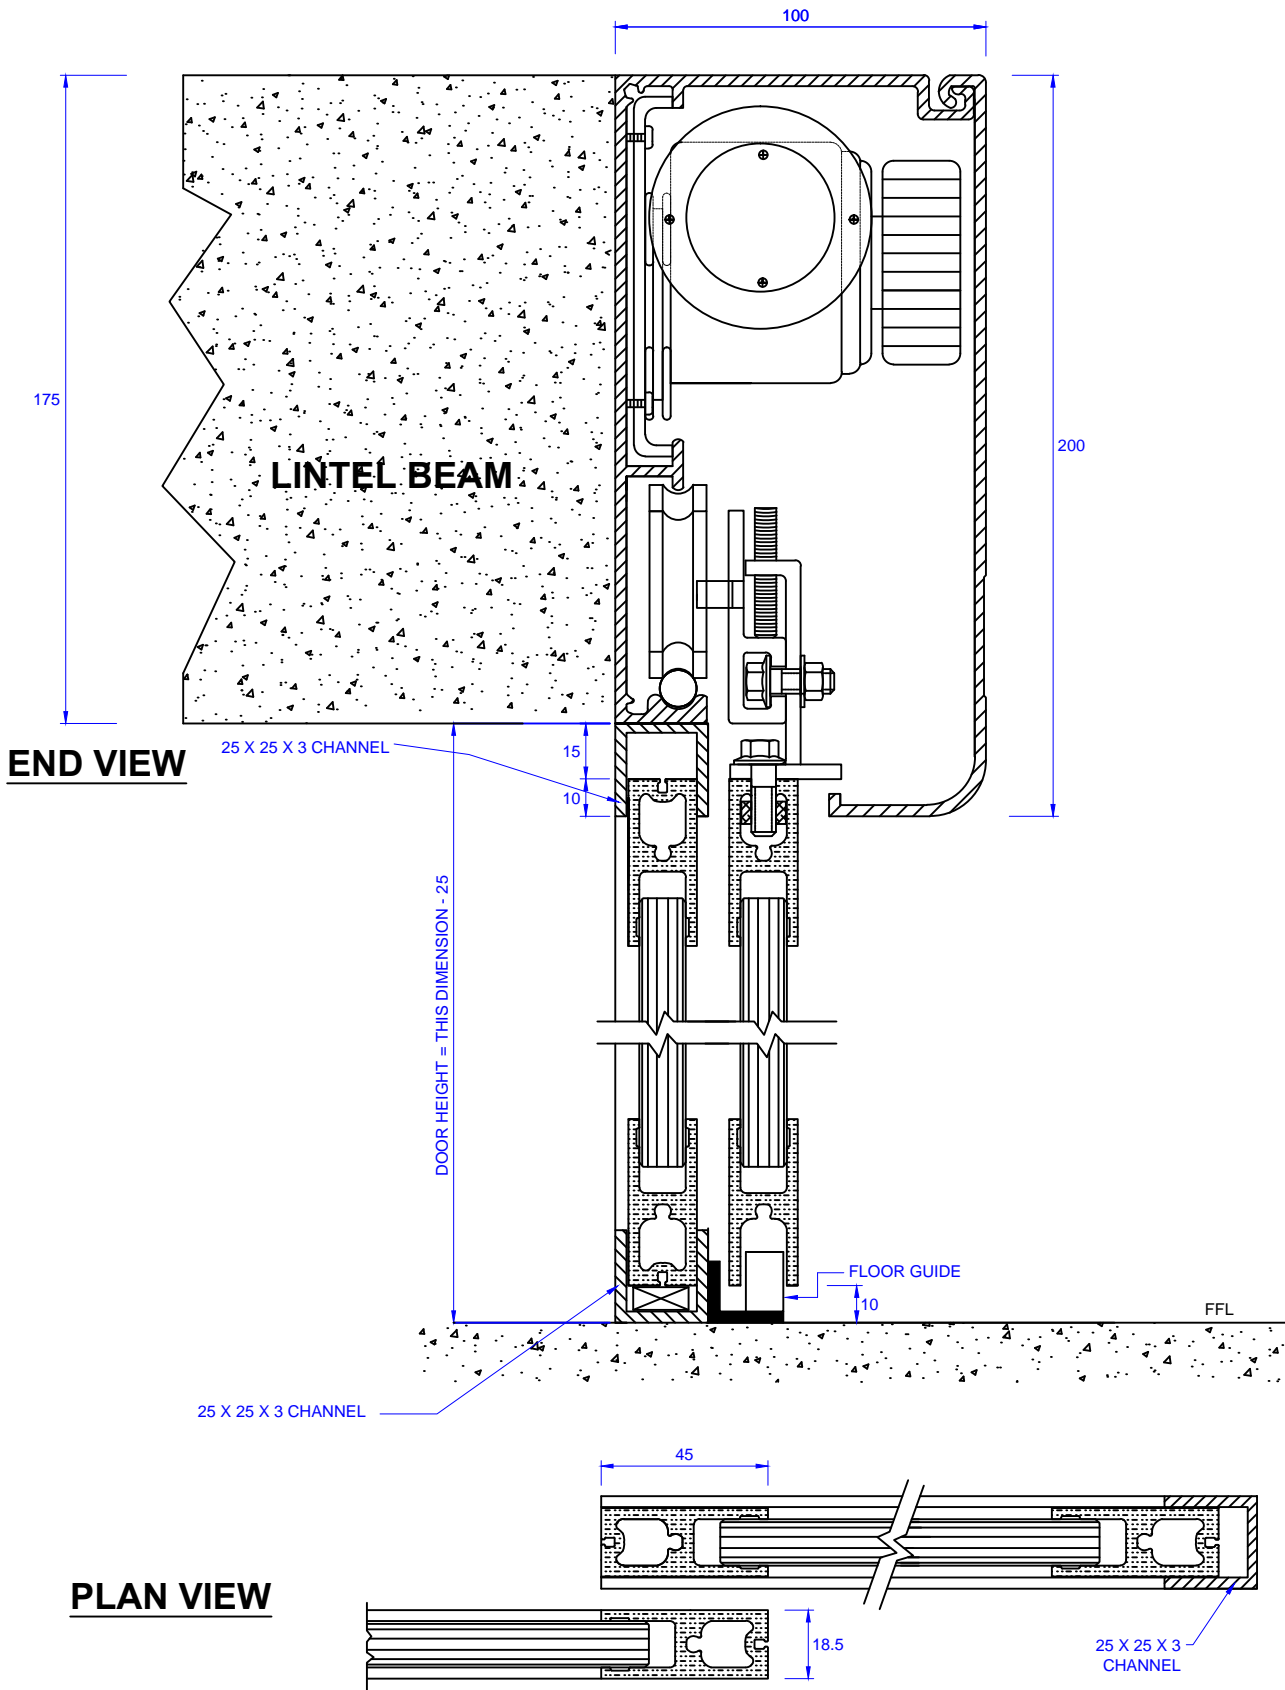 100
175
200
LINTEL BEAM
END VIEW
25 X 25 X 3 CHANNEL
15
10
DOOR HEIGHT = THIS DIMENSION - 25
FLOOR GUIDE
10
FFL
25 X 25 X 3 CHANNEL
45
PLAN VIEW
18.5
25 X 25 X 3
CHANNEL